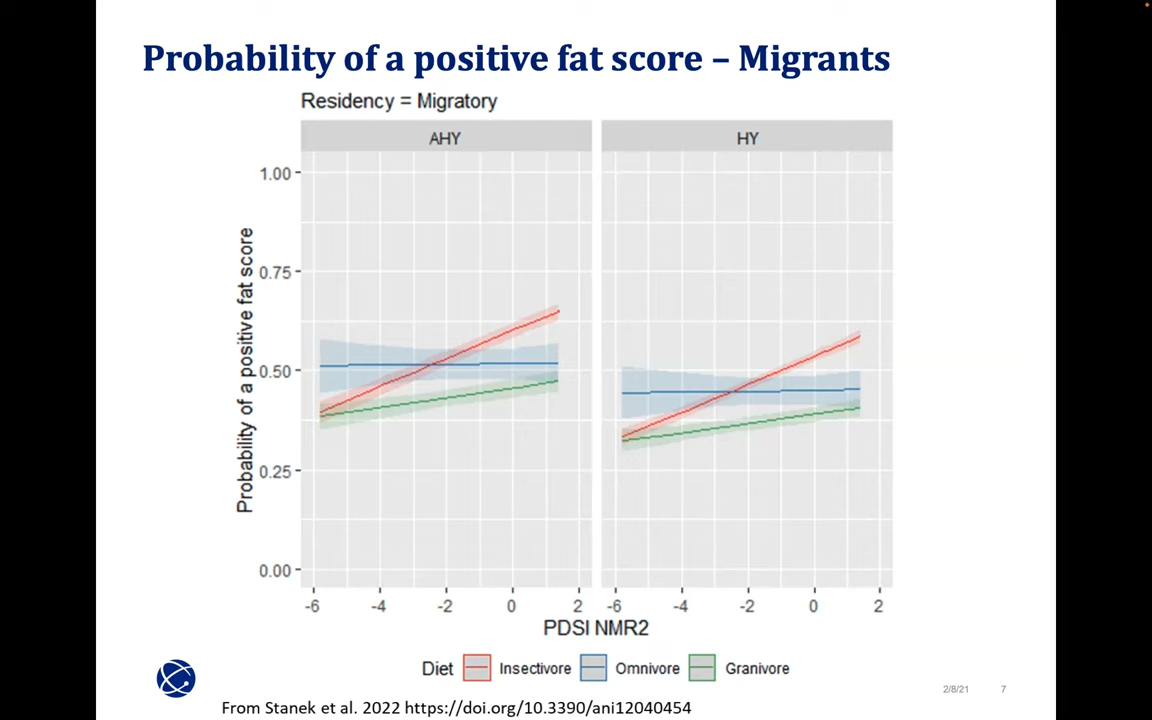 Probability of a positive fat score – Migrants
Residency = Migratory
AHY
HY
Probability of a positive fat score
1.00
0.75
0.50
0.25
0.00
-6 -4 -2 0 2 -6 -4 -2 0 2
PDSI NMR2
Diet Insectivore Omnivore Granivore
2/8/21 7
From Stanek et al. 2022 https://doi.org/10.3390/ani12040454